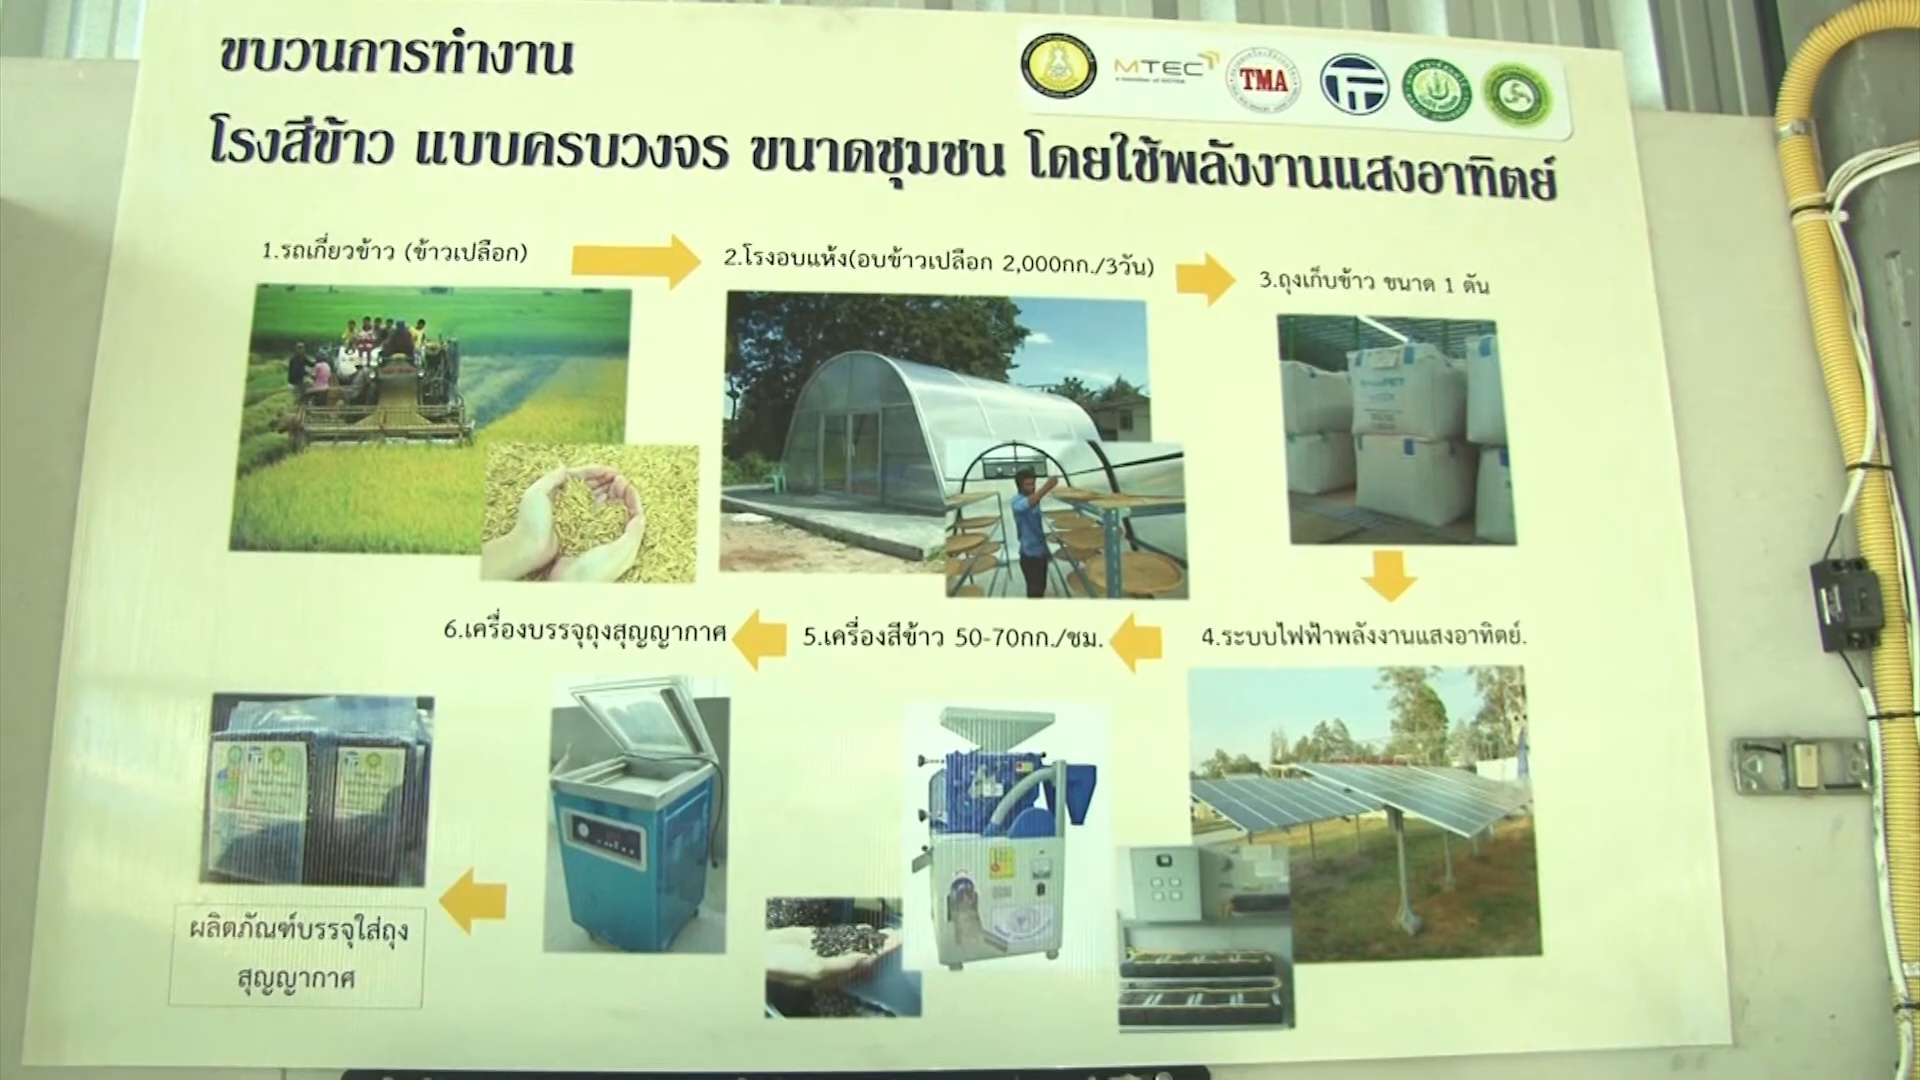 ขบวนการทำงาน
MTEC
a member of NSTDA
TMA
โรงสีข้าว แบบครบวงจร ขนาดชุมชน โดยใช้พลังงานแสงอาทิตย์
1.รถเกี่ยวข้าว (ข้าวเปลือก)
2.โรงอบแห้ง(อบข้าวเปลือก 2,000กก./3วัน)
3.ถุงเก็บข้าว ขนาด 1 ตัน
6.เครื่องบรรจุถุงสุญญากาศ
5.เครื่องสีข้าว 50-70กก./ชม.
4.ระบบไฟฟ้าพลังงานแสงอาทิตย์.
ผลิตภัณฑ์บรรจุใส่ถุง
สุญญากาศ